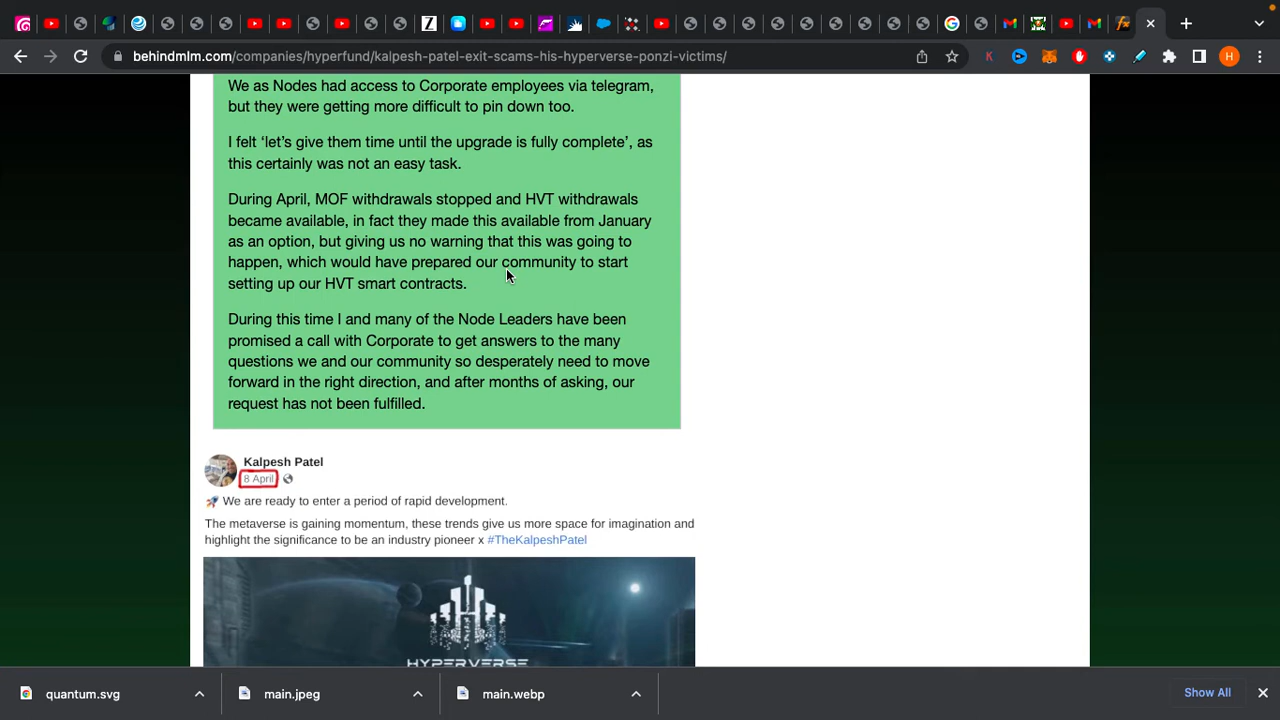 behindmlm.com/companies/hyperfund/kalpesh-patel-exit-scams-his-hyperverse-ponzi-victims/
We as Nodes had access to Corporate employees via telegram,
but they were getting more difficult to pin down too.
I felt ‘let’s give them time until the upgrade is fully complete’, as
this certainly was not an easy task.
During April, MOF withdrawals stopped and HVT withdrawals
became available, in fact they made this available from January
as an option, but giving us no warning that this was going to
happen, which would have prepared our community to start
setting up our HVT smart contracts.
During this time I and many of the Node Leaders have been
promised a call with Corporate to get answers to the many
questions we and our community so desperately need to move
forward in the right direction, and after months of asking, our
request has not been fulfilled.
Kalpesh Patel
8 April
🚀 We are ready to enter a period of rapid development.
The metaverse is gaining momentum, these trends give us more space for imagination and
highlight the significance to be an industry pioneer x #TheKalpeshPatel
HYPERVERSE
quantum.svg
main.jpeg
main.webp
Show All